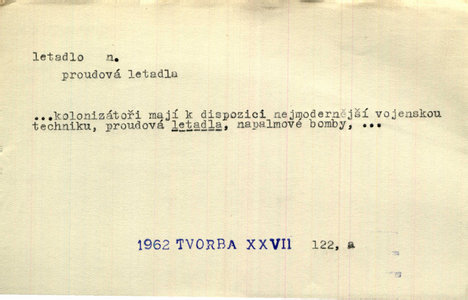 letadlo n.
proudová letadla
...kolonizátoři mají k dispozici nejmodernější vojenskou
techniku, proudová letadla, napalmové bomby, ...
1962 TVORBA XXVII 122, a